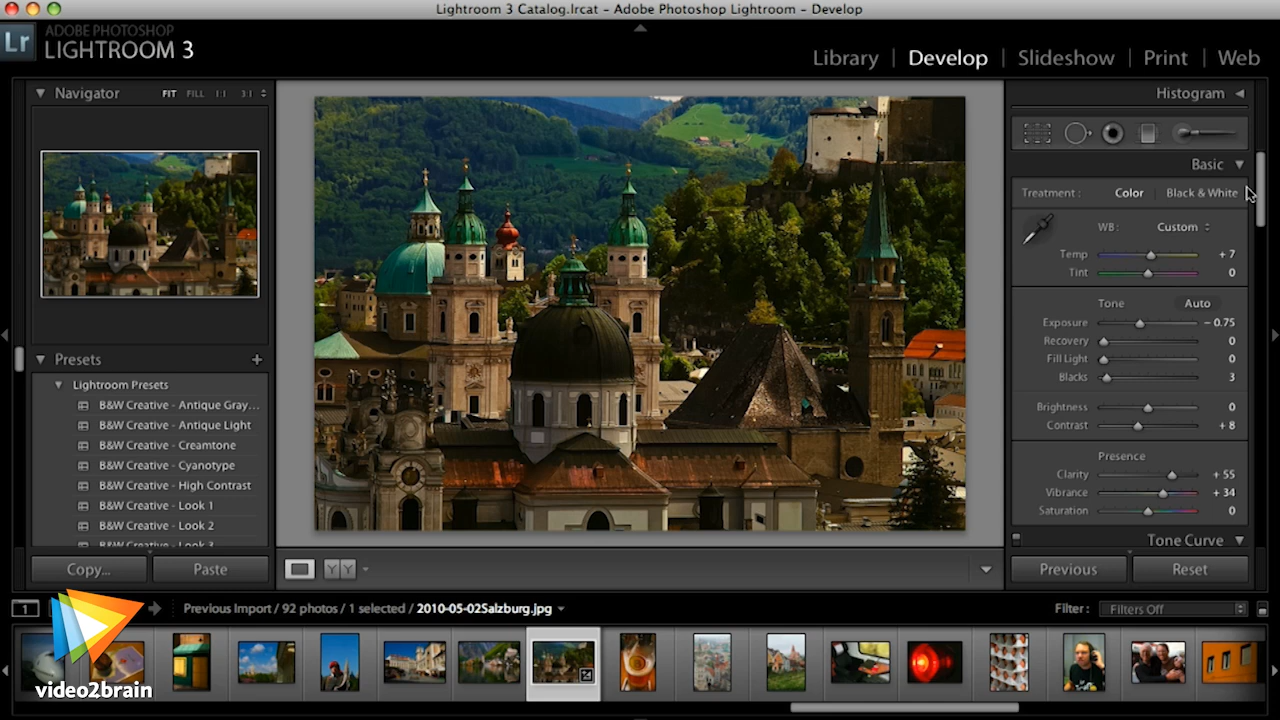 Lightroom 3 Catalog.lrcat - Adobe Photoshop Lightroom - Develop
Lr
ADOBE PHOTOSHOP
LIGHTROOM 3
Library | Develop | Slideshow | Print | Web
Navigator FIT FILL 1:1 3:1
Histogram
Basic
Treatment : Color Black & White
WB: Custom
Temp + 7
Tint 0
Tone Auto
Exposure − 0.75
Recovery 0
Fill Light 0
Blacks 3
Brightness 0
Contrast + 8
Presence
Clarity + 55
Vibrance + 34
Saturation 0
Tone Curve
Presets +
Lightroom Presets
B&W Creative - Antique Gray...
B&W Creative - Antique Light
B&W Creative - Creamtone
B&W Creative - Cyanotype
B&W Creative - High Contrast
B&W Creative - Look 1
B&W Creative - Look 2
B&W Creative - Look 3
Copy... Paste
YY
Previous Reset
1
Previous Import / 92 photos / 1 selected / 2010-05-02Salzburg.jpg
Filter : Filters Off
video2brain